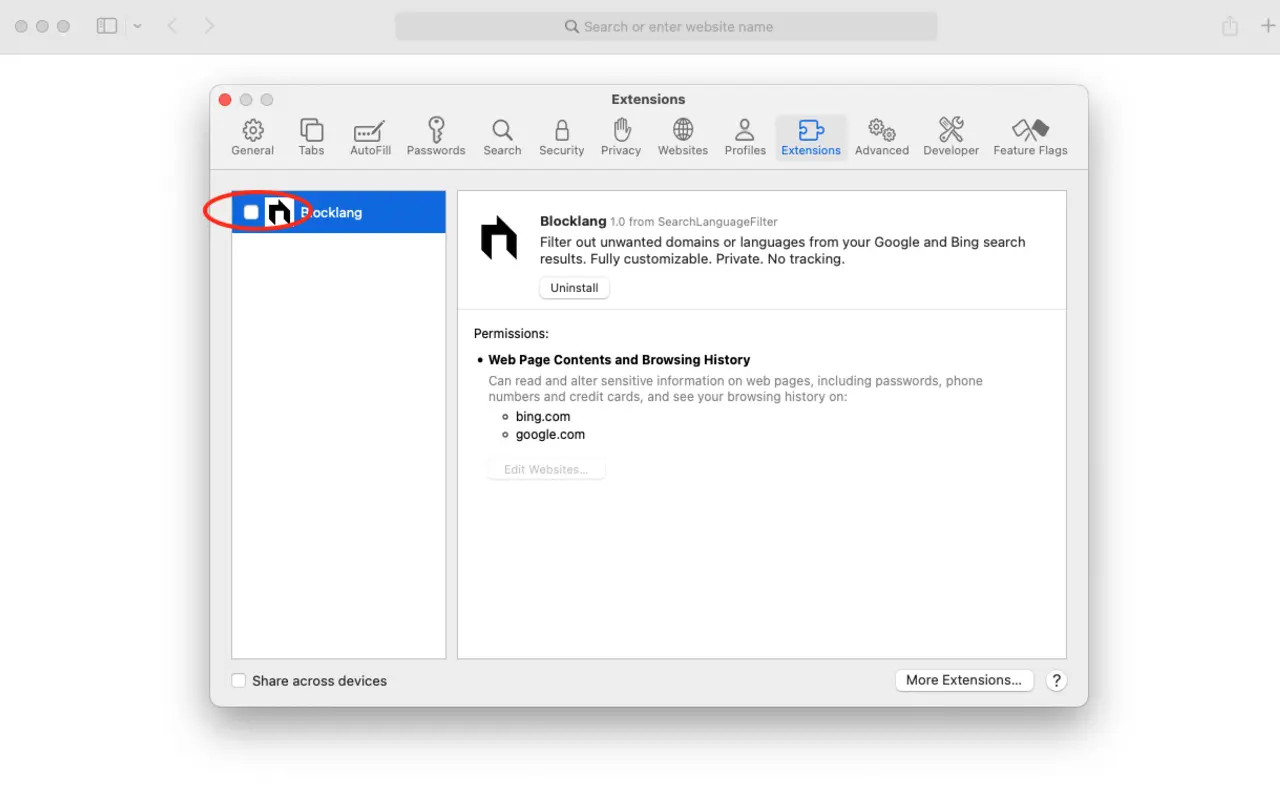 Search or enter website name
Extensions
General Tabs AutoFill Passwords Search Security Privacy Websites Profiles Extensions Advanced Developer Feature Flags
Blocklang
Blocklang 1.0 from SearchLanguageFilter
Filter out unwanted domains or languages from your Google and Bing search
results. Fully customizable. Private. No tracking.
Uninstall
Permissions:
• Web Page Contents and Browsing History
Can read and alter sensitive information on web pages, including passwords, phone
numbers and credit cards, and see your browsing history on:
bing.com
google.com
Edit Websites...
Share across devices
More Extensions... ?